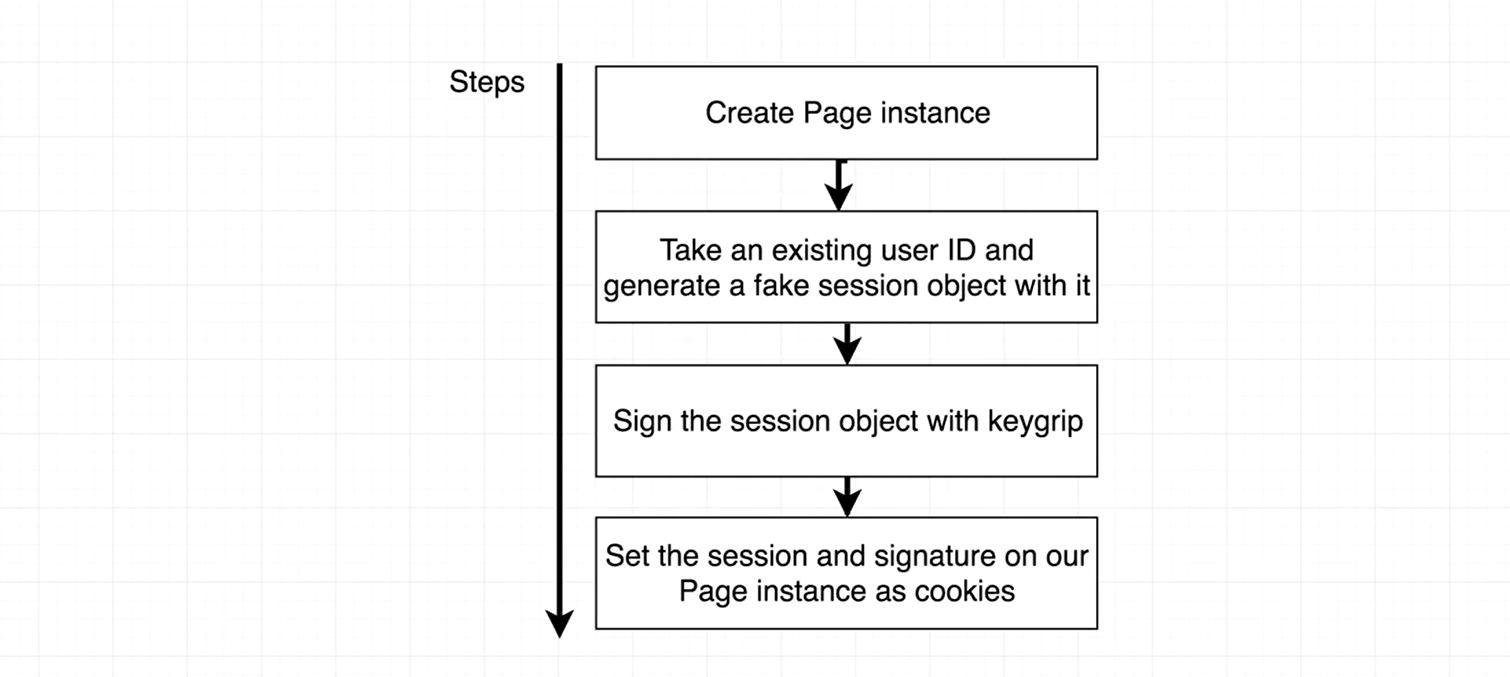 Steps
Create Page instance
Take an existing user ID and
generate a fake session object with it
Sign the session object with keygrip
Set the session and signature on our
Page instance as cookies